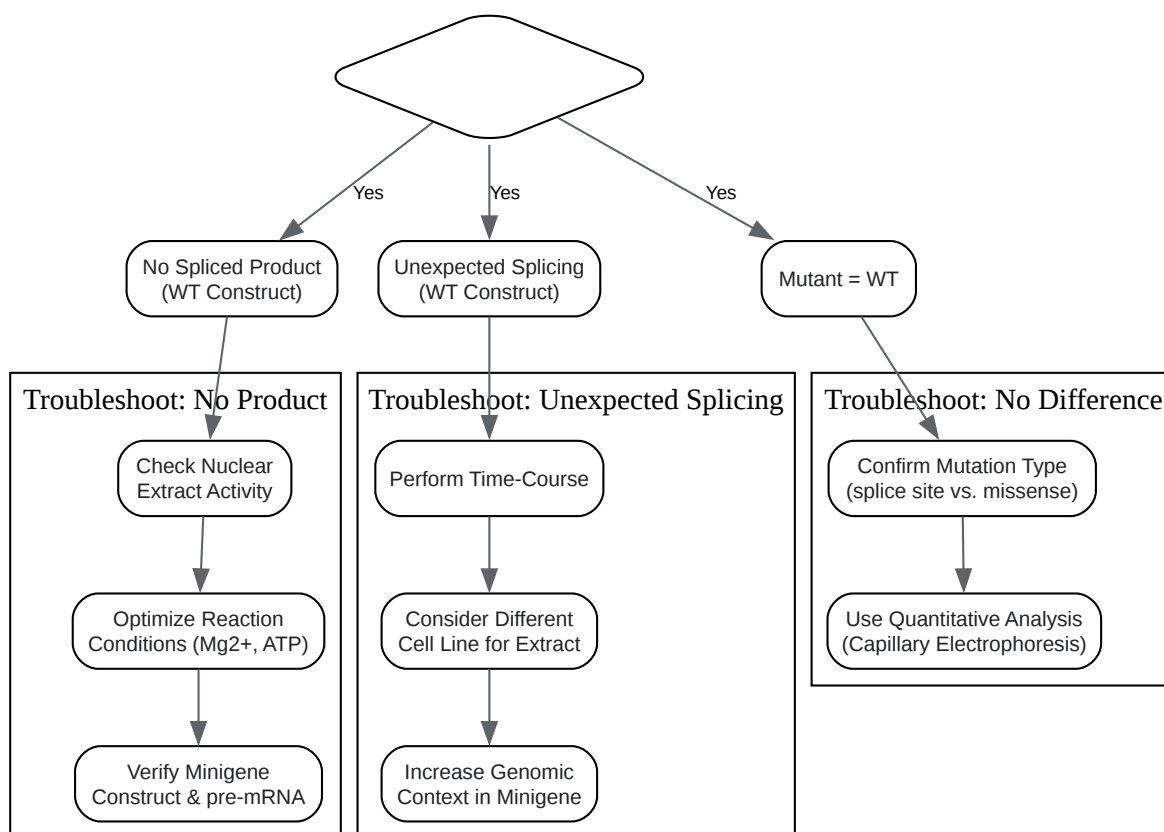 Yes
Yes
Yes
No Spliced Product
(WT Construct)
Unexpected Splicing
(WT Construct)
Mutant = WT
Troubleshoot: No Product
Troubleshoot: Unexpected Splicing
Troubleshoot: No Difference
Check Nuclear
Extract Activity
Perform Time-Course
Confirm Mutation Type
(splice site vs. missense)
Optimize Reaction
Conditions (Mg2+, ATP)
Consider Different
Cell Line for Extract
Use Quantitative Analysis
(Capillary Electrophoresis)
Verify Minigene
Construct & pre-mRNA
Increase Genomic
Context in Minigene